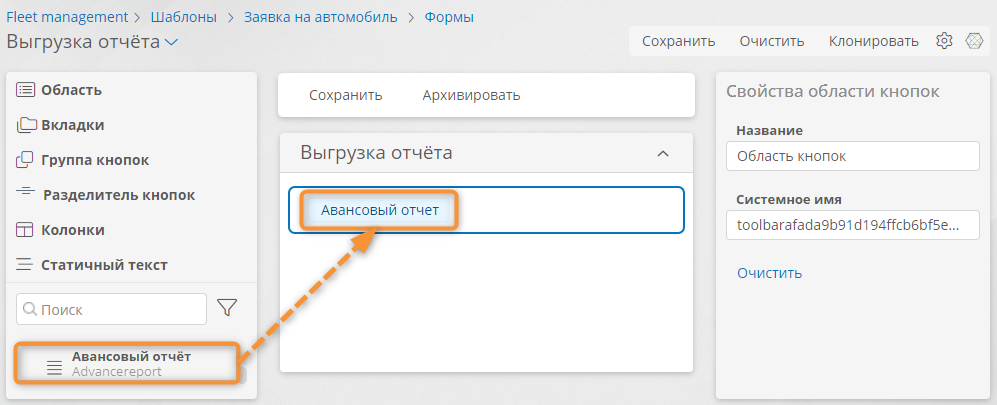 Fleet management > Шаблоны > Заявка на автомобиль > Формы
Выгрузка отчёта
Сохранить Очистить Клонировать
Область
Вкладки
Группа кнопок
Разделитель кнопок
Колонки
Статичный текст
Поиск
Авансовый отчёт
Advancereport
Сохранить Архивировать
Выгрузка отчёта
Авансовый отчет
Свойства области кнопок
Название
Область кнопок
Системное имя
toolbarafada9b91d194ffcb6bf5e...
Очистить